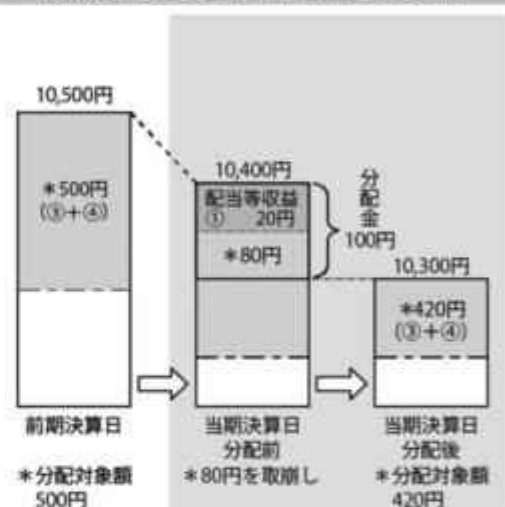 10,500円
＊500円
(③＋④)
10,400円
配当等収益
① 20円
＊80円
分配金
100円
10,300円
＊420円
(③＋④)
前期決算日
＊分配対象額
500円
当期決算日
分配前
＊80円を取崩し
当期決算日
分配後
＊分配対象額
420円